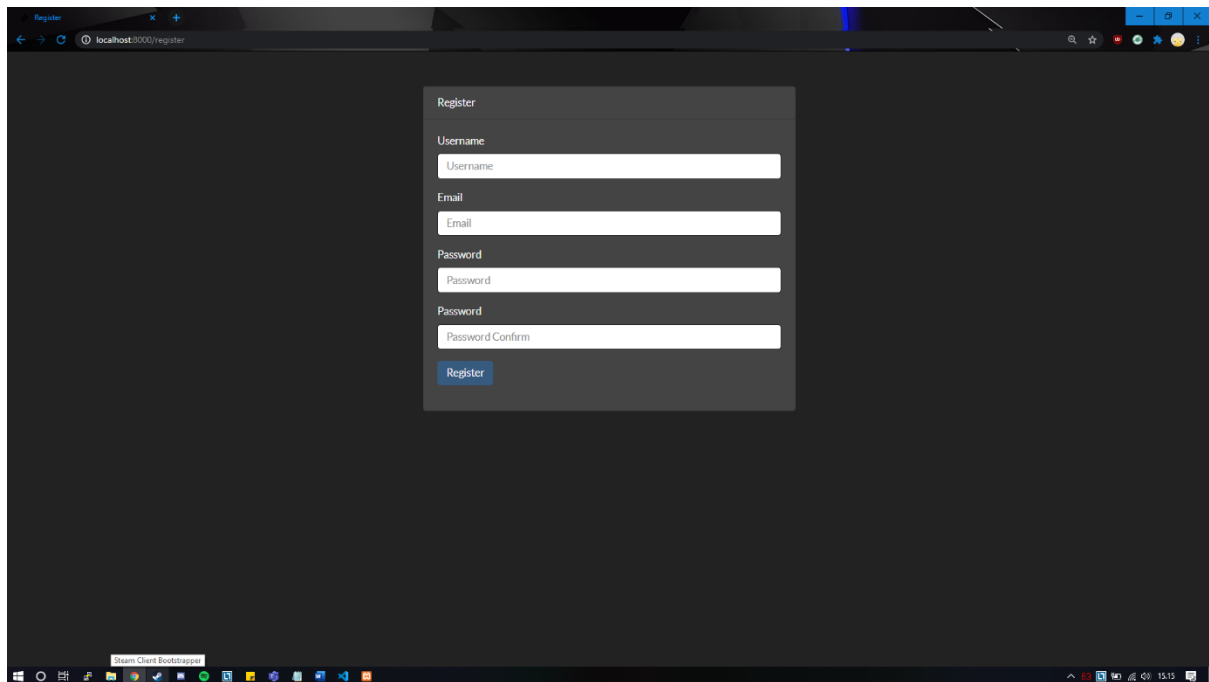 Register
localhost:8000/register
Register
Username
Username
Email
Email
Password
Password
Password
Password Confirm
Register
Steam Client Bootstrapper
63
15.15